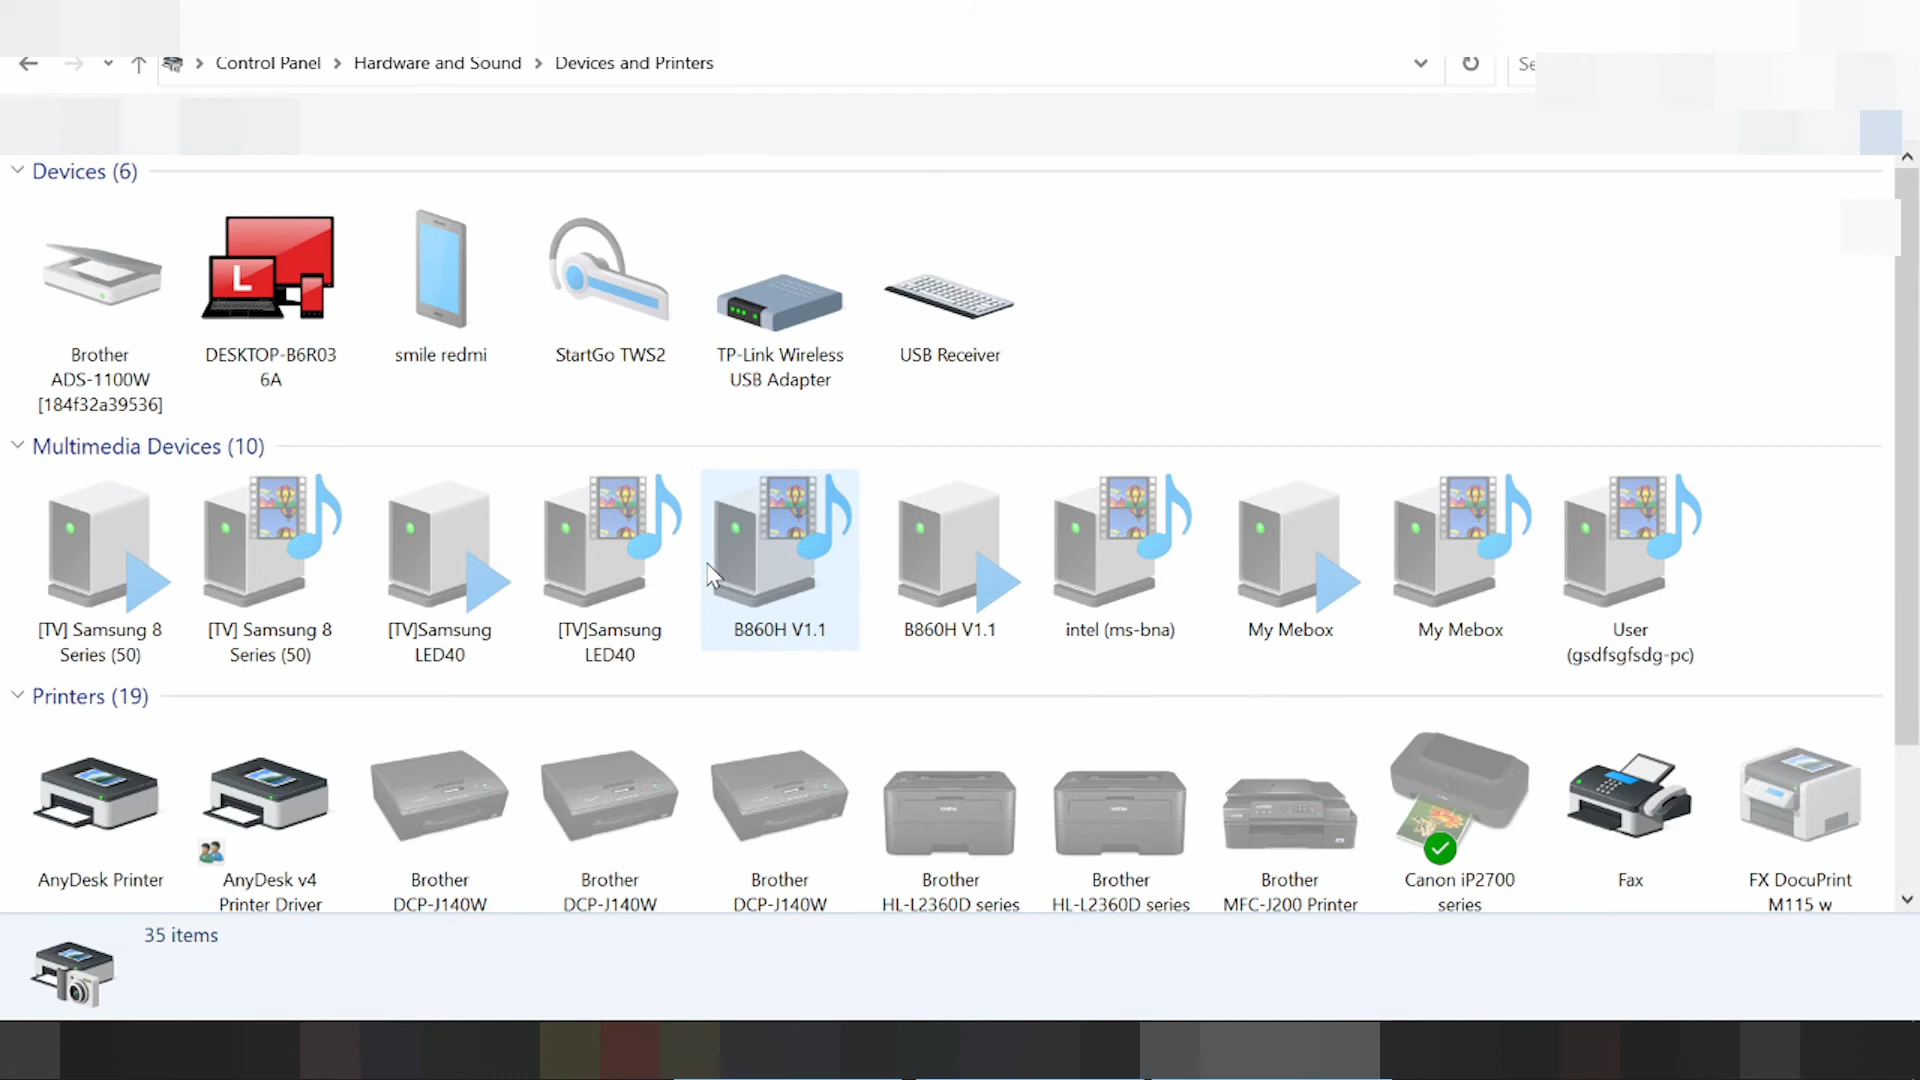 Control Panel > Hardware and Sound > Devices and Printers
Se
Devices (6)
L
Brother
ADS-1100W
[184f32a39536]
DESKTOP-B6R03
6A
smile redmi
StartGo TWS2
TP-Link Wireless
USB Adapter
USB Receiver
Multimedia Devices (10)
[TV] Samsung 8
Series (50)
[TV] Samsung 8
Series (50)
[TV]Samsung
LED40
[TV]Samsung
LED40
B860H V1.1
B860H V1.1
intel (ms-bna)
My Mebox
My Mebox
User
(gsdfsgfsdg-pc)
Printers (19)
AnyDesk Printer
AnyDesk v4
Printer Driver
Brother
DCP-J140W
Brother
DCP-J140W
Brother
DCP-J140W
Brother
HL-L2360D series
Brother
HL-L2360D series
Brother
MFC-J200 Printer
Canon iP2700
series
Fax
FX DocuPrint
M115 w
35 items